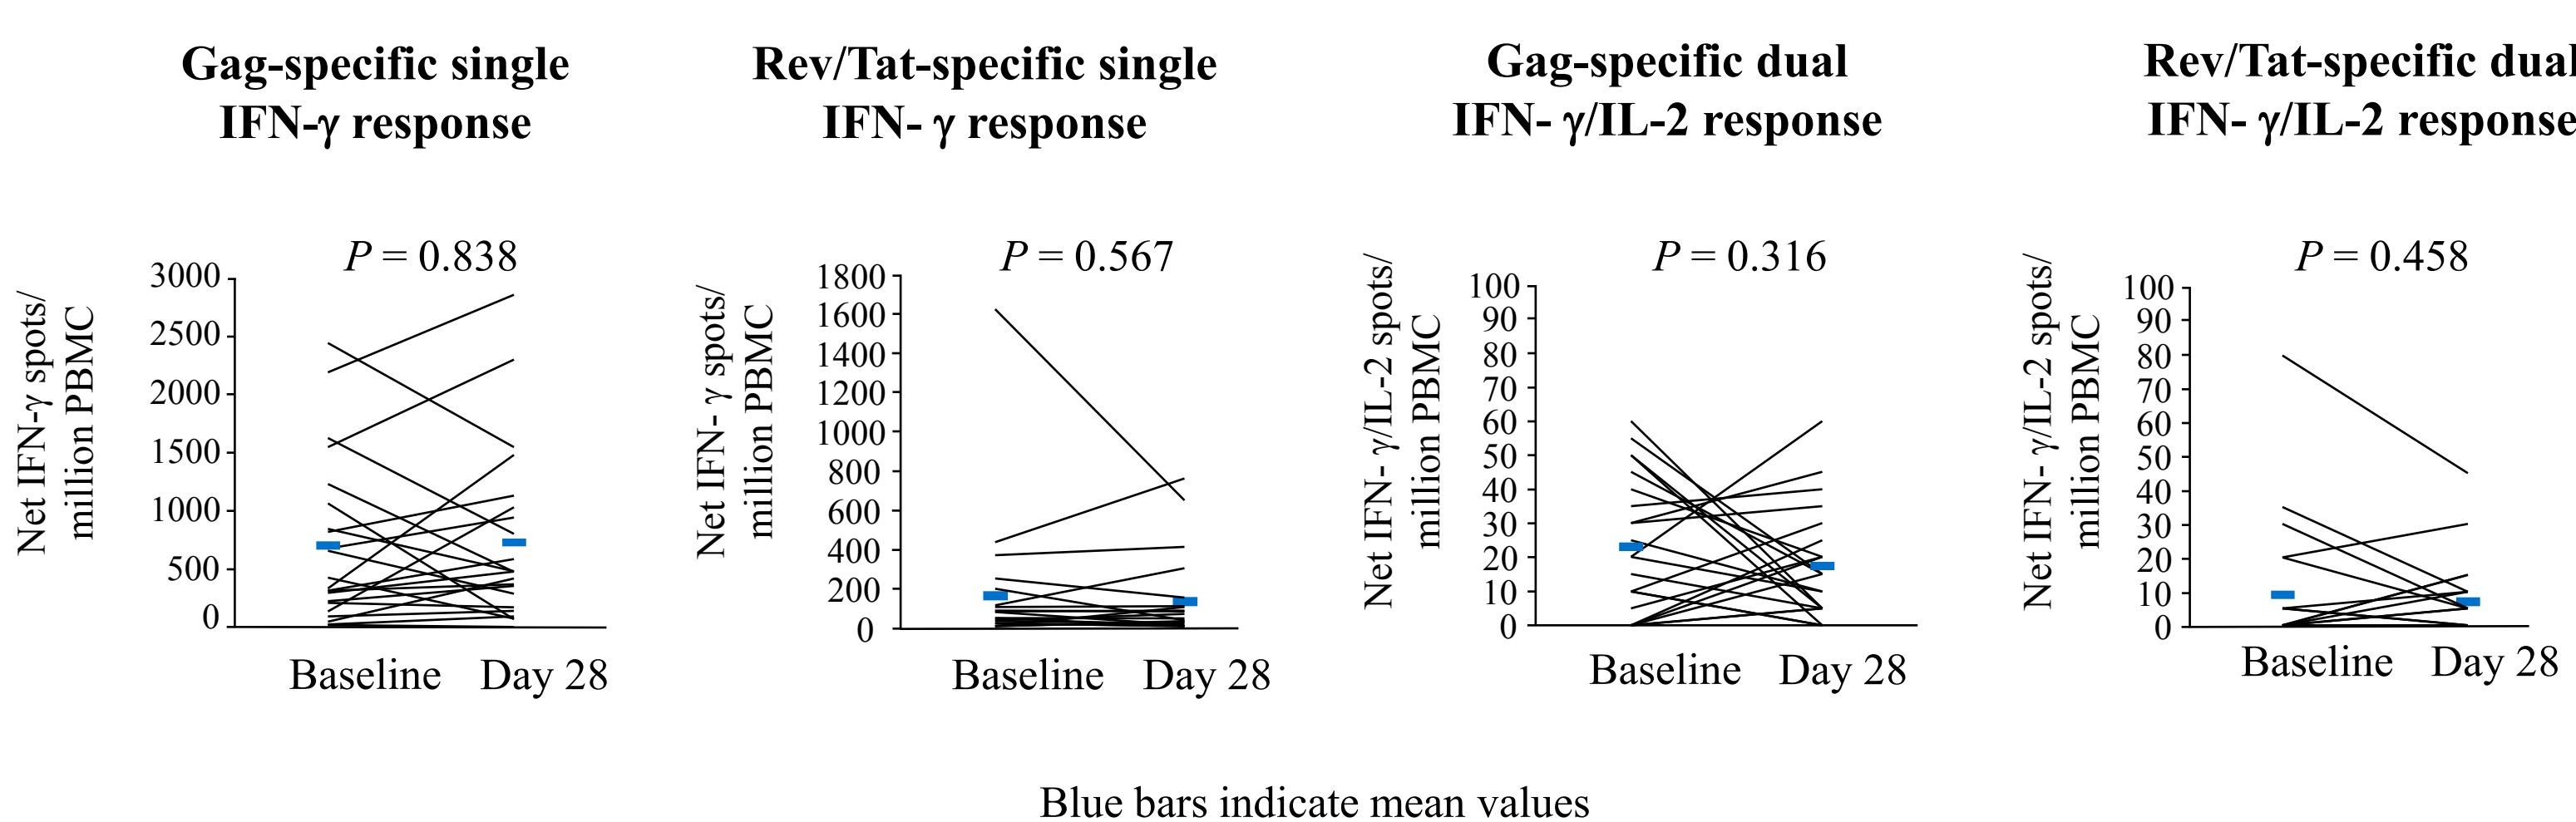 Gag-specific single
IFN-γ response
Rev/Tat-specific single
IFN- γ response
Gag-specific dual
IFN- γ/IL-2 response
Rev/Tat-specific dual
IFN- γ/IL-2 response
P = 0.838
Net IFN-γ spots/
million PBMC
3000
2500
2000
1500
1000
500
0
Baseline
Day 28
P = 0.567
Net IFN- γ spots/
million PBMC
1800
1600
1400
1200
1000
800
600
400
200
0
Baseline
Day 28
P = 0.316
Net IFN- γ/IL-2 spots/
million PBMC
100
90
80
70
60
50
40
30
20
10
0
Baseline
Day 28
P = 0.458
Net IFN- γ/IL-2 spots/
million PBMC
100
90
80
70
60
50
40
30
20
10
0
Baseline
Day 28
Blue bars indicate mean values